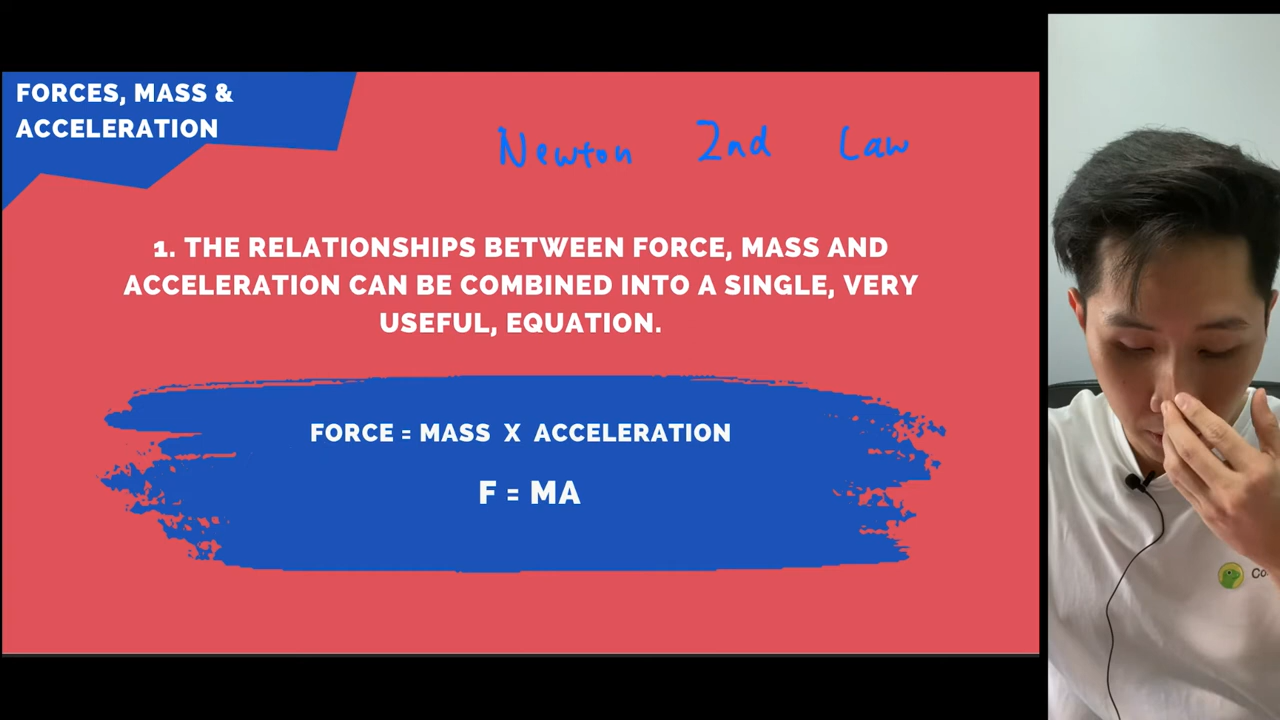 FORCES, MASS &
ACCELERATION
Newton 2nd Law
1. THE RELATIONSHIPS BETWEEN FORCE, MASS AND
ACCELERATION CAN BE COMBINED INTO A SINGLE, VERY
USEFUL, EQUATION.
FORCE = MASS X ACCELERATION
F = MA
Co